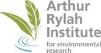 Arthur
Rylah
Institute
for environmental
research